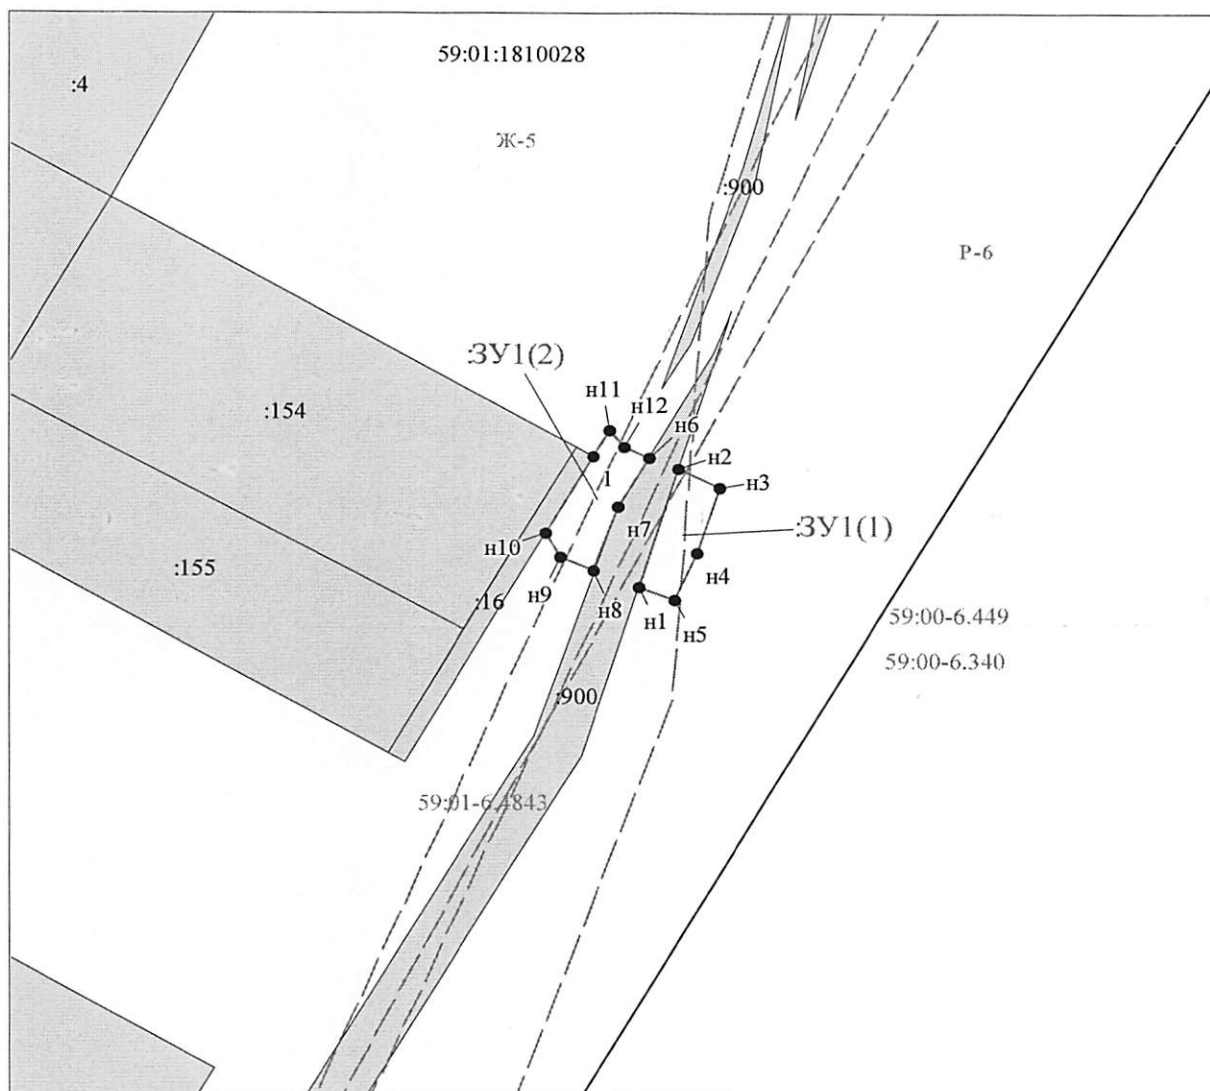 59:01:1810028
:4
Ж-5
:900
Р-6
:ЗУ1(2)
н11
н12
:154
н6
н2
н3
1
н7
:ЗУ1(1)
н10
н4
:155
н9
:16
н8
н1
н5
59:00-6.449
59:00-6.340
:900
59:01-6.4843